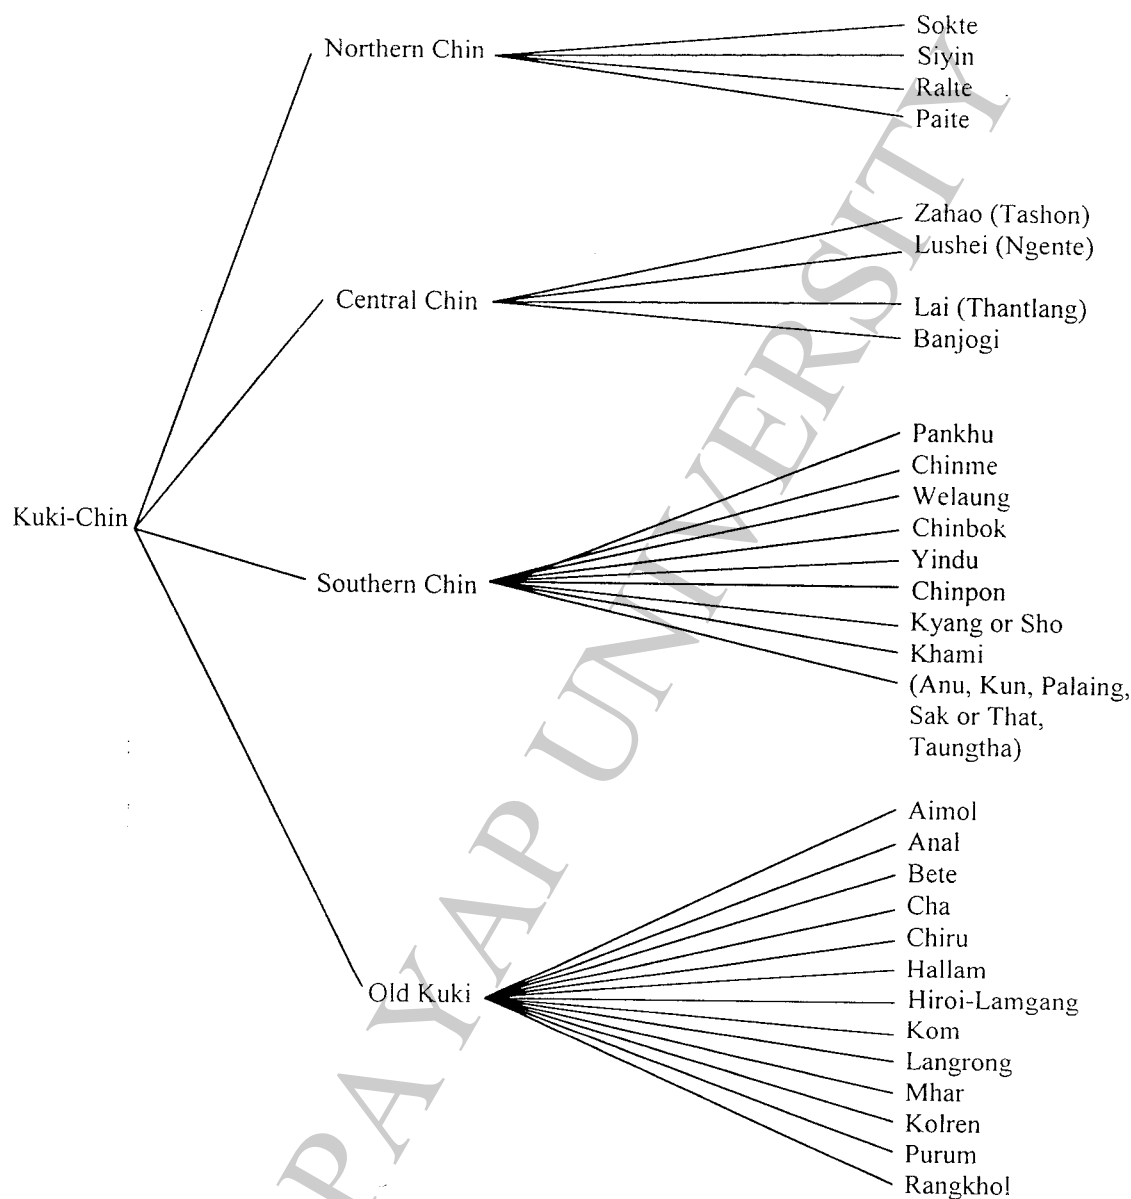 Northern Chin
Sokte
Siyin
Ralte
Paite
Central Chin
Zahao (Tashon)
Lushei (Ngente)
Lai (Thantlang)
Banjogi
Kuki-Chin
Southern Chin
Pankhu
Chinme
Welaung
Chinbok
Yindu
Chinpon
Kyang or Sho
Khami
(Anu, Kun, Palaing,
Sak or That,
Taungtha)
Old Kuki
Aimol
Anal
Bete
Cha
Chiru
Hallam
Hiroi-Lamgang
Kom
Langrong
Mhar
Kolren
Purum
Rangkhol
PAYAP UNIVERSITY